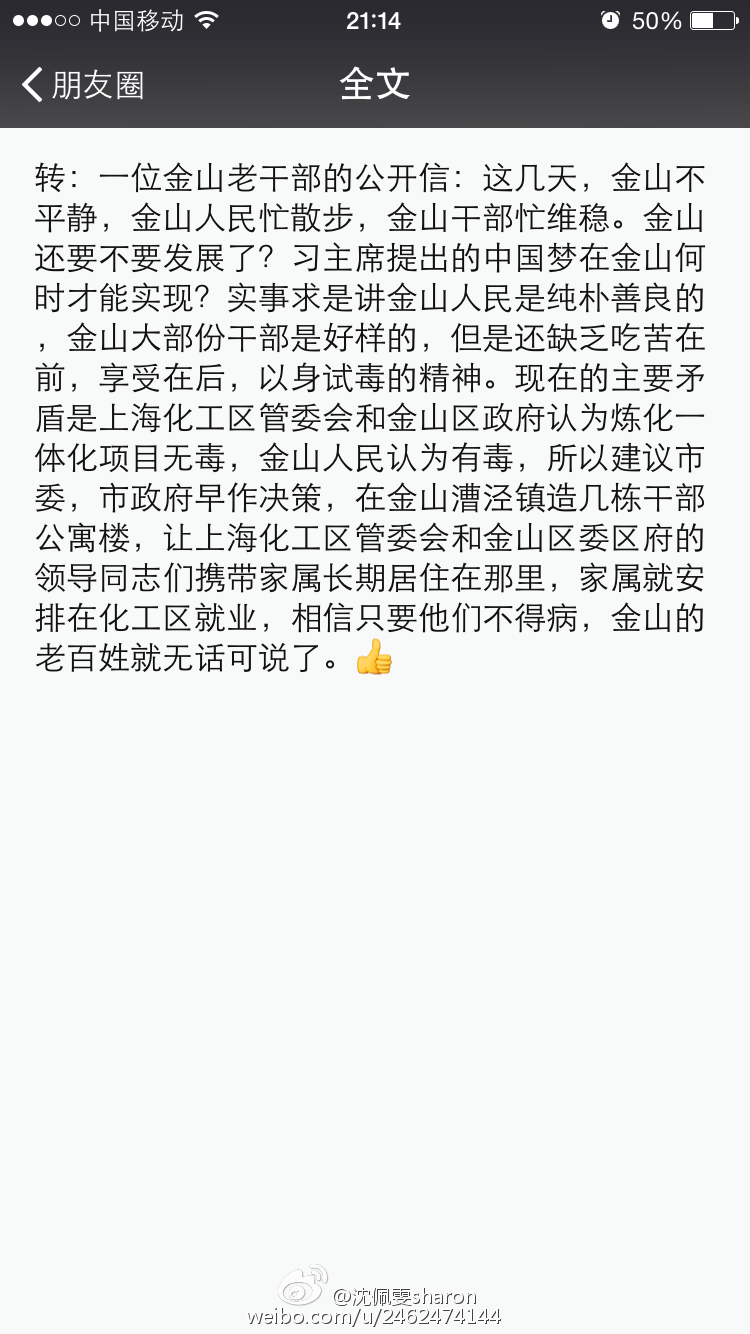 中国移动 21:14 50%
朋友圈 全文
转：一位金山老干部的公开信：这几天，金山不
平静，金山人民忙散步，金山干部忙维稳。金山
还要不要发展了？习主席提出的中国梦在金山何
时才能实现？实事求是讲金山人民是纯朴善良的
，金山大部份干部是好样的，但是还缺乏吃苦在
前，享受在后，以身试毒的精神。现在的主要矛
盾是上海化工区管委会和金山区政府认为炼化一
体化项目无毒，金山人民认为有毒，所以建议市
委，市政府早作决策，在金山漕泾镇造几栋干部
公寓楼，让上海化工区管委会和金山区委区府的
领导同志们携带家属长期居住在那里，家属就安
排在化工区就业，相信只要他们不得病，金山的
老百姓就无话可说了。👍
@沈佩雯sharon
weibo.com/u/2462474144